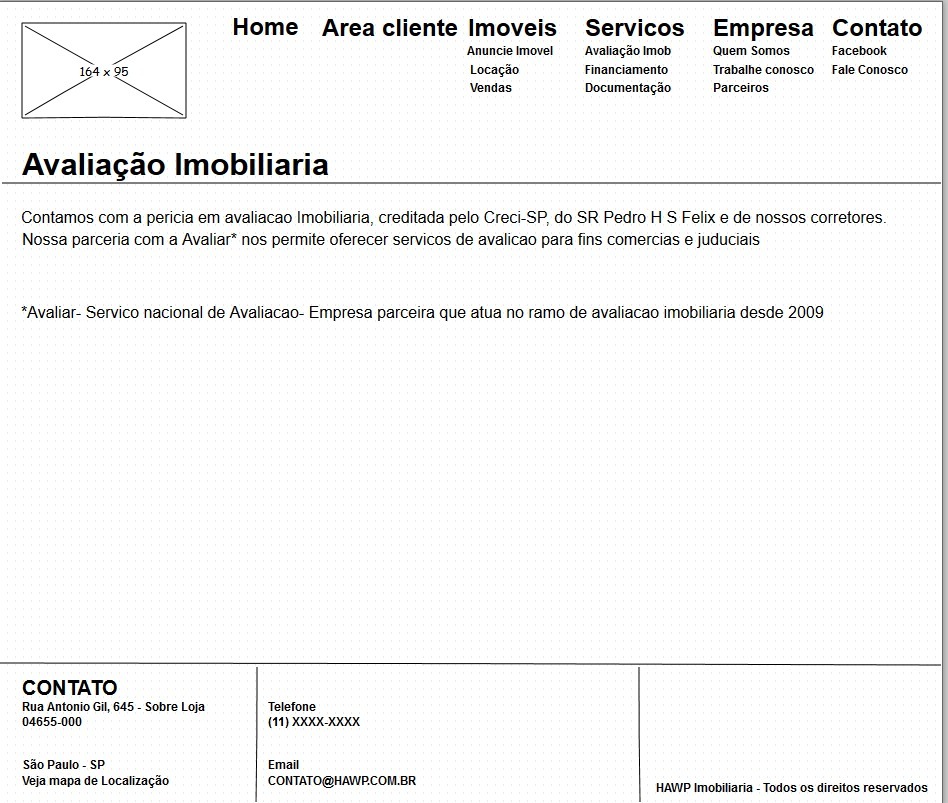 164 x 95
Home Area cliente Imoveis Servicos Empresa Contato
Anuncie Imovel Avaliação Imob Quem Somos Facebook
Locação Financiamento Trabalhe conosco Fale Conosco
Vendas Documentação Parceiros
Avaliação Imobiliaria
Contamos com a pericia em avaliacao Imobiliaria, creditada pelo Creci-SP, do SR Pedro H S Felix e de nossos corretores.
Nossa parceria com a Avaliar* nos permite oferecer servicos de avalicao para fins comercias e juduciais
*Avaliar- Servico nacional de Avaliacao- Empresa parceira que atua no ramo de avaliacao imobiliaria desde 2009
CONTATO
Rua Antonio Gil, 645 - Sobre Loja
04655-000
São Paulo - SP
Veja mapa de Localização
Telefone
(11) XXXX-XXXX
Email
CONTATO@HAWP.COM.BR
HAWP Imobiliaria - Todos os direitos reservados